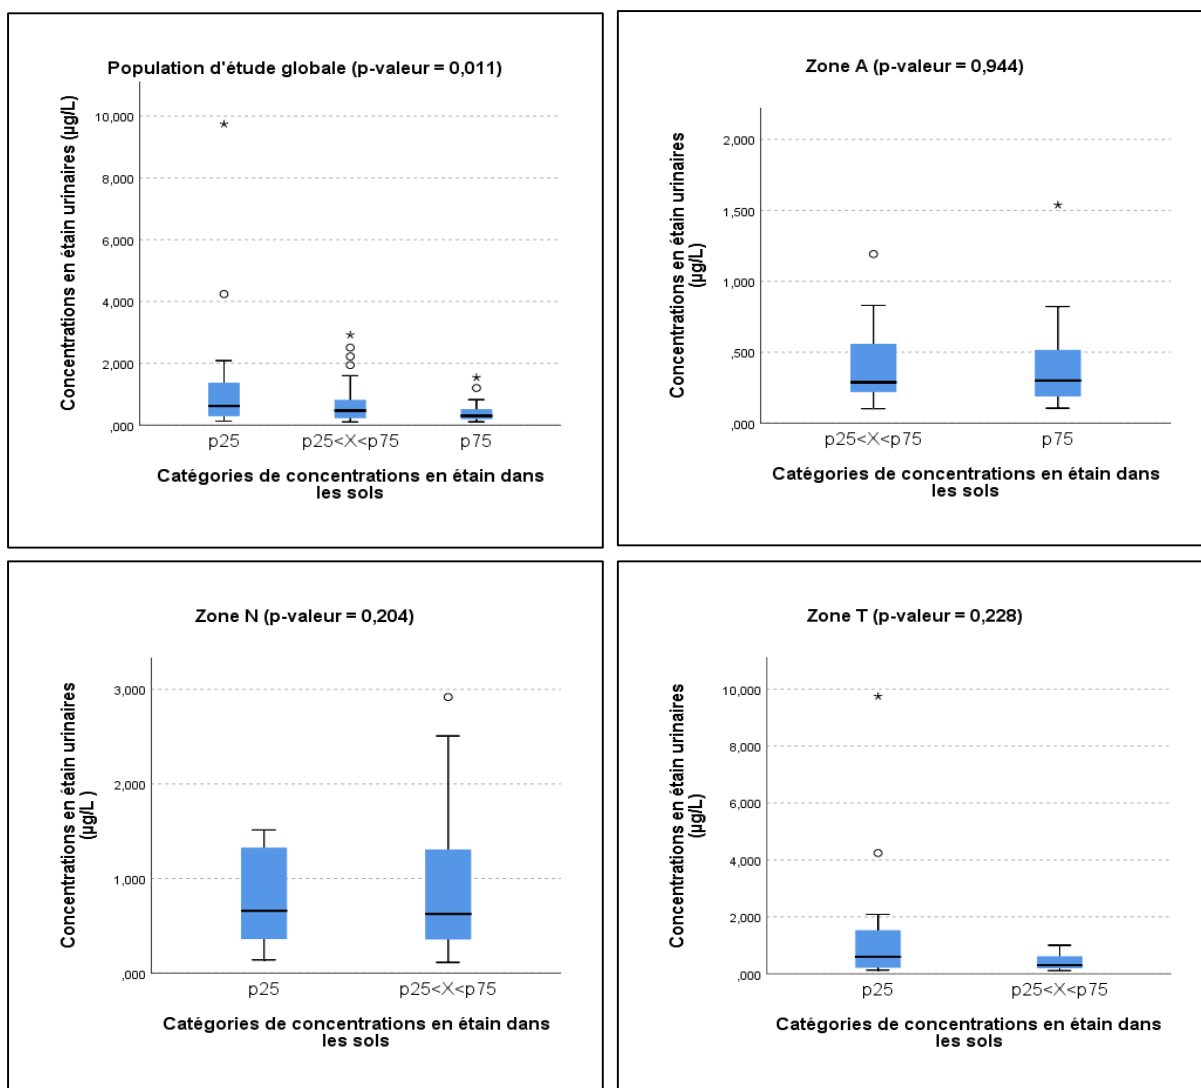 Population d'étude globale (p-valeur = 0,011)
Concentrations en étain urinaires (µg/L)
10,000
8,000
6,000
4,000
2,000
,000
p25
p25<X<p75
p75
Catégories de concentrations en étain dans
les sols
Zone A (p-valeur = 0,944)
Concentrations en étain urinaires
(µg/L)
2,000
1,500
1,000
,500
,000
p25<X<p75
p75
Catégories de concentrations en étain dans
les sols
Zone N (p-valeur = 0,204)
Concentrations en étain urinaires
(µg/L )
3,000
2,000
1,000
,000
p25
p25<X<p75
Catégories de concentrations en étain dans
les sols
Zone T (p-valeur = 0,228)
Concentrations en étain urinaires
(µg/L)
10,000
8,000
6,000
4,000
2,000
,000
p25
p25<X<p75
Catégories de concentrations en étain dans
les sols